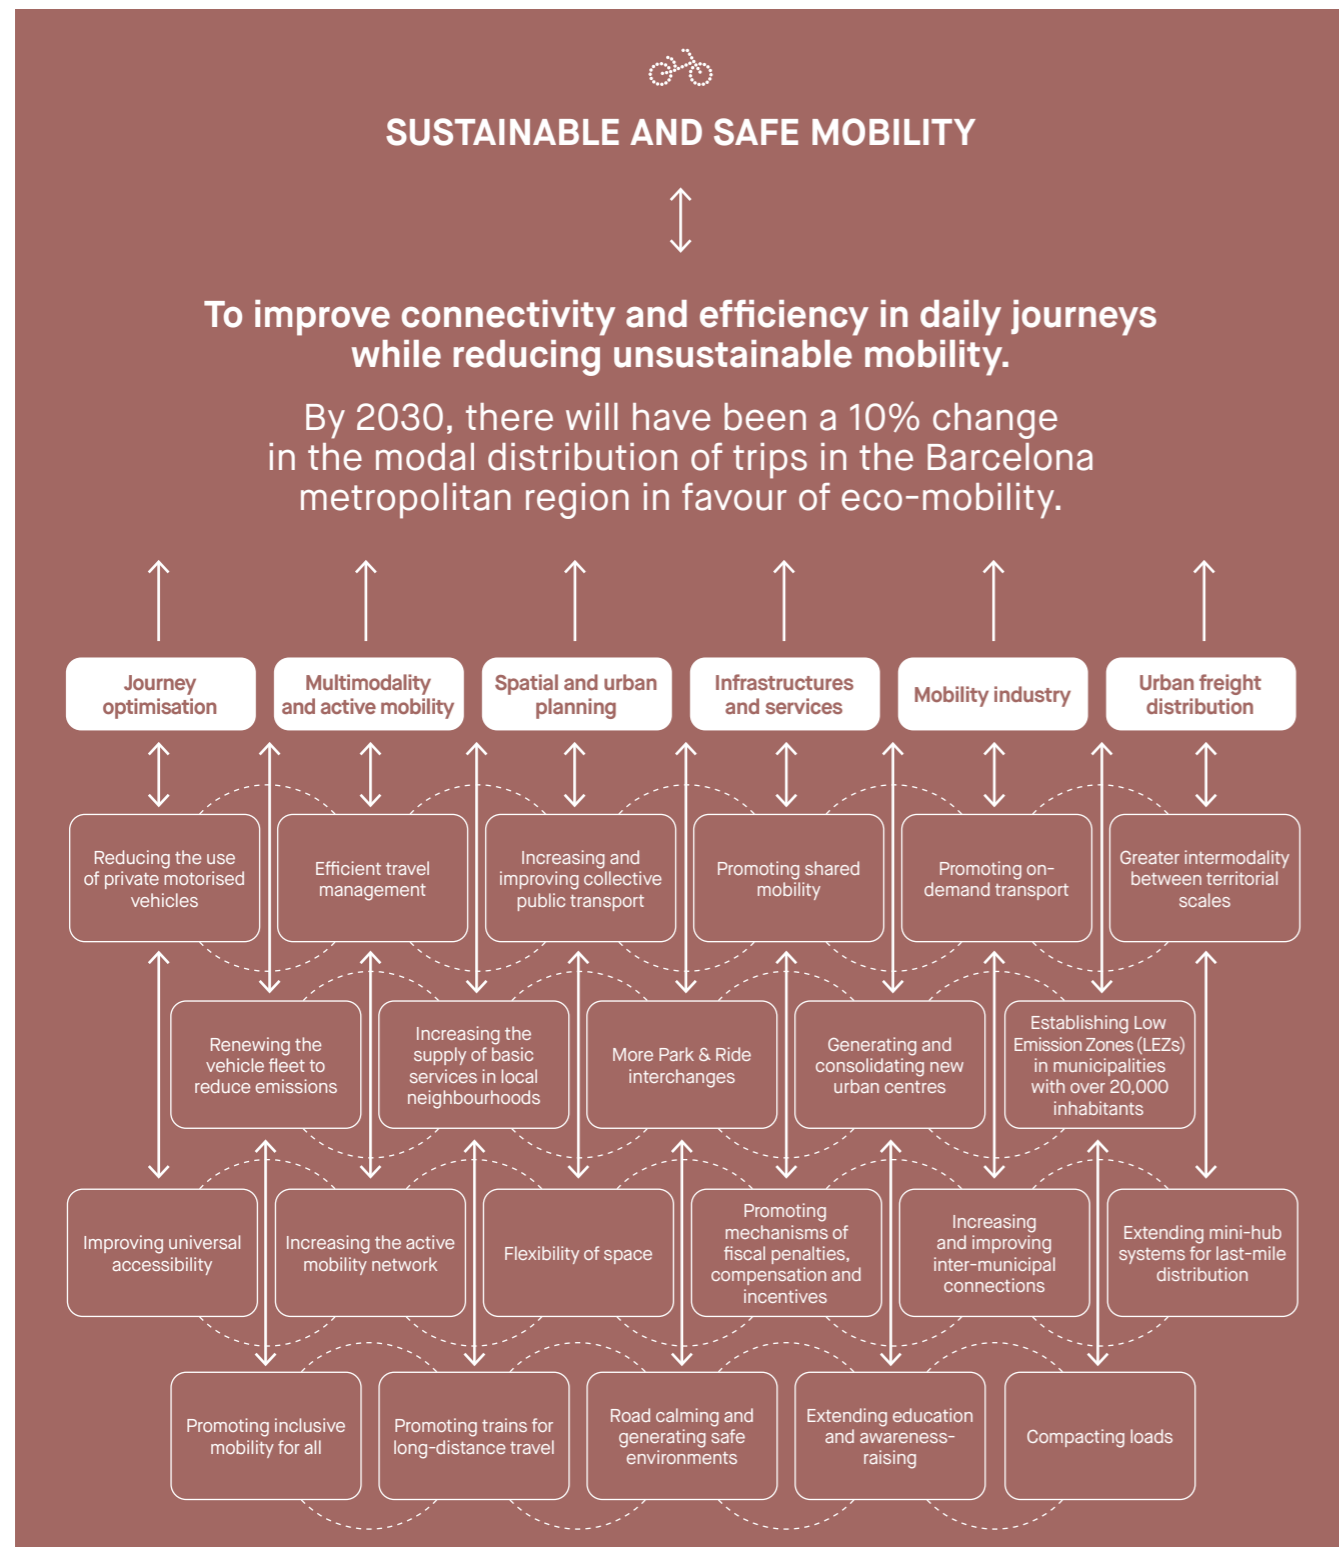 SUSTAINABLE AND SAFE MOBILITY
To improve connectivity and efficiency in daily journeys
while reducing unsustainable mobility.
By 2030, there will have been a 10% change
in the modal distribution of trips in the Barcelona
metropolitan region in favour of eco-mobility.
Journey
optimisation
Multimodality
and active mobility
Spatial and urban
planning
Infrastructures
and services
Mobility industry
Urban freight
distribution
Reducing the use
of private motorised
vehicles
Efficient travel
management
Increasing and
improving collective
public transport
Promoting shared
mobility
Promoting on-
demand transport
Greater intermodality
between territorial
scales
Renewing the
vehicle fleet to
reduce emissions
Increasing the
supply of basic
services in local
neighbourhoods
More Park & Ride
interchanges
Generating and
consolidating new
urban centres
Establishing Low
Emission Zones (LEZs)
in municipalities
with over 20,000
inhabitants
Improving universal
accessibility
Increasing the active
mobility network
Flexibility of space
Promoting
mechanisms of
fiscal penalties,
compensation and
incentives
Increasing
and improving
inter-municipal
connections
Extending mini-hub
systems for last-mile
distribution
Promoting inclusive
mobility for all
Promoting trains for
long-distance travel
Road calming and
generating safe
environments
Extending education
and awareness-
raising
Compacting loads